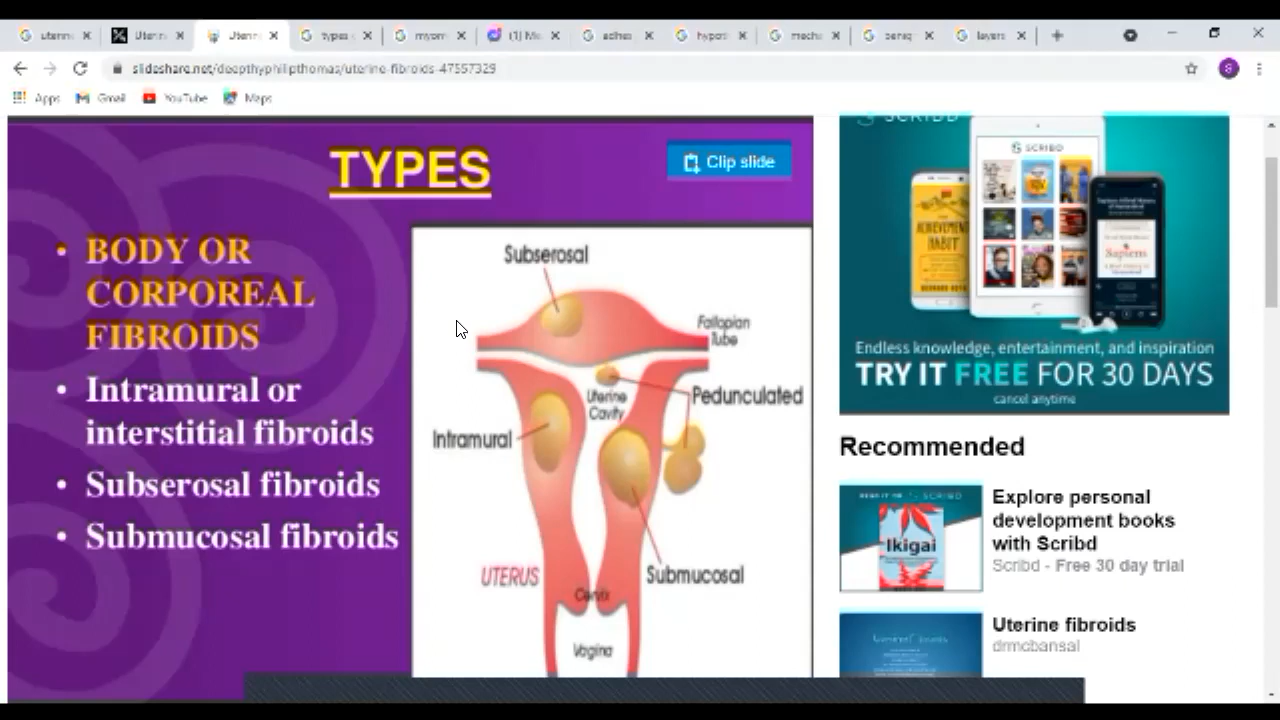 (1) M
slideshare.net/deepthyphilipthomas/uterine-fibroids-47557329
Apps
Gmail
YouTube
Maps
TYPES
Clip slide
• BODY OR
CORPOREAL
FIBROIDS
• Intramural or
interstitial fibroids
• Subserosal fibroids
• Submucosal fibroids
Subserosal
Fallopian
Tube
Pedunculated
Uterine
Cavity
Intramural
Submucosal
UTERUS
Cervix
Vagina
SCRIBD
SCRIBD
Sapiens
Endless knowledge, entertainment, and inspiration
TRY IT FREE FOR 30 DAYS
cancel anytime
Recommended
Ikigai
Explore personal
development books
with Scribd
Scribd - Free 30 day trial
Uterine fibroids
drmcbansal